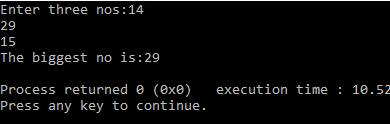 Enter three nos:14
29
15
The biggest no is:29
Process returned 0 (0x0)   execution time : 10.52
Press any key to continue.